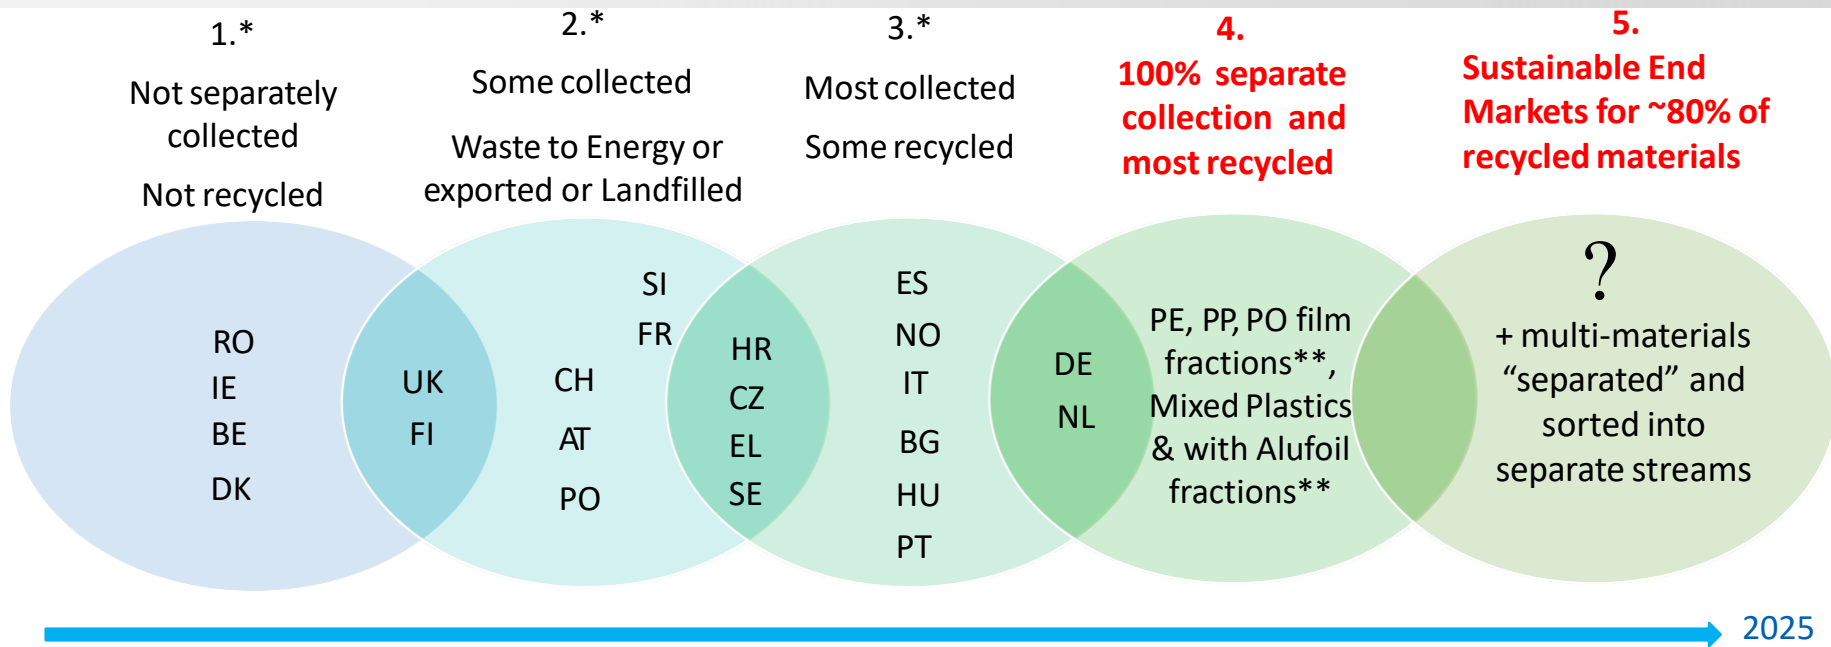 1.*
Not separately
collected
Not recycled
2.*
Some collected
Waste to Energy or
exported or Landfilled
3.*
Most collected
Some recycled
4.
100% separate
collection and
most recycled
5.
Sustainable End
Markets for ~80% of
recycled materials
RO
IE
BE
DK
UK
FI
SI
FR
CH
AT
PO
HR
CZ
EL
SE
ES
NO
IT
BG
HU
PT
DE
NL
PE, PP, PO film
fractions**,
Mixed Plastics
& with Alufoil
fractions**
?
+ multi-materials
“separated” and
sorted into
separate streams
2025